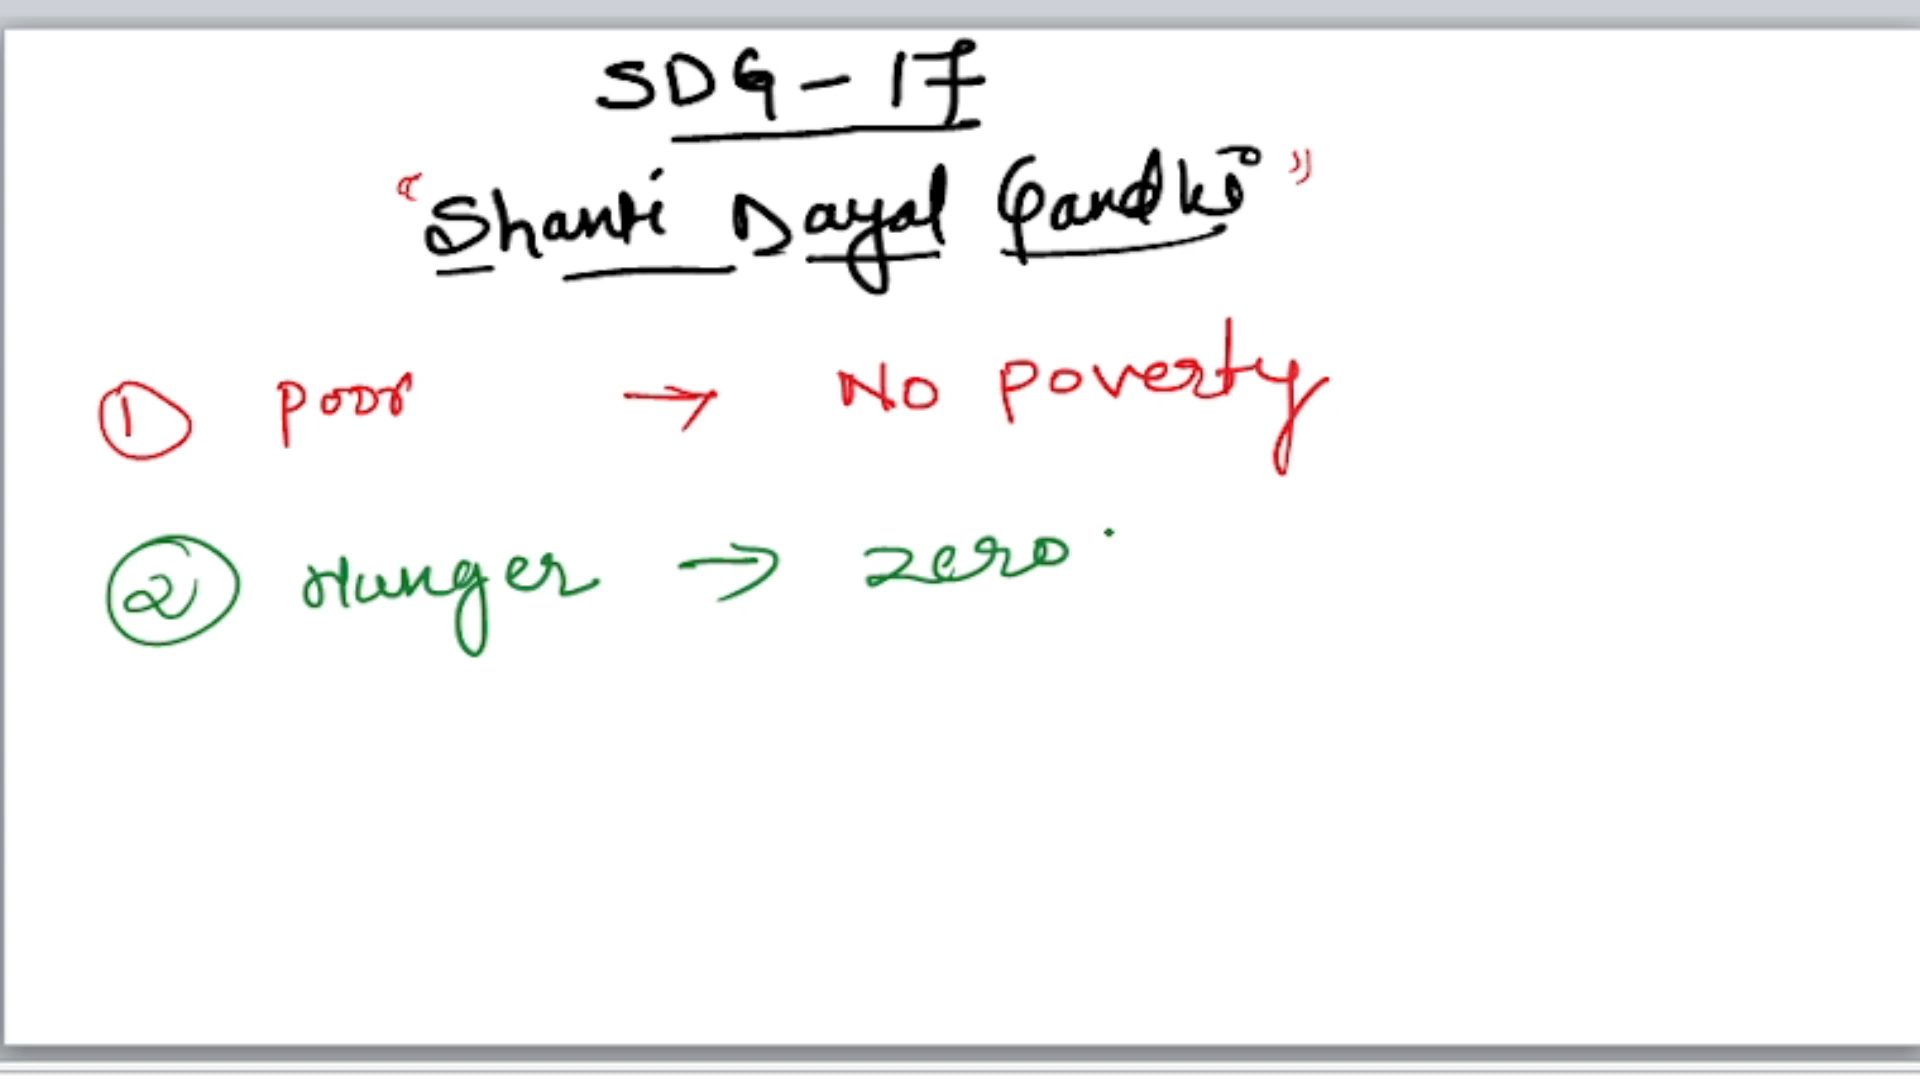 SDG - 17
"Shanti Dayal Gandhi"
① Poor → No Poverty
② Hunger → zero